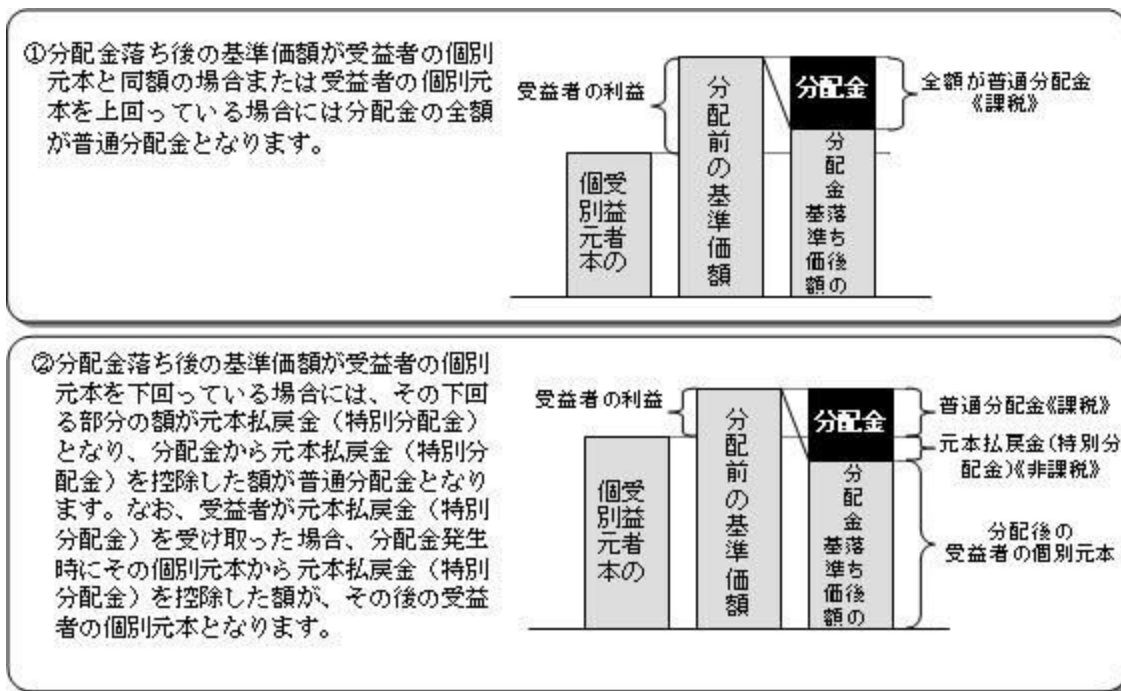 ①分配金落ち後の基準価額が受益者の個別
元本と同額の場合または受益者の個別元
本を上回っている場合には分配金の全額
が普通分配金となります。
受益者の利益
受益者の
個別元本
分配前の基準価額
分配金
分配金落ち後の
基準価額
全額が普通分配金
《課税》
②分配金落ち後の基準価額が受益者の個別
元本を下回っている場合には、その下回
る部分の額が元本払戻金（特別分配金）
となり、分配金から元本払戻金（特別分
配金）を控除した額が普通分配金となり
ます。なお、受益者が元本払戻金（特別
分配金）を受け取った場合、分配金発生
時にその個別元本から元本払戻金（特別
分配金）を控除した額が、その後の受益
者の個別元本となります。
受益者の利益
受益者の
個別元本
分配前の基準価額
分配金
分配金落ち後の
基準価額
普通分配金《課税》
元本払戻金(特別分
配金)《非課税》
分配後の
受益者の個別元本